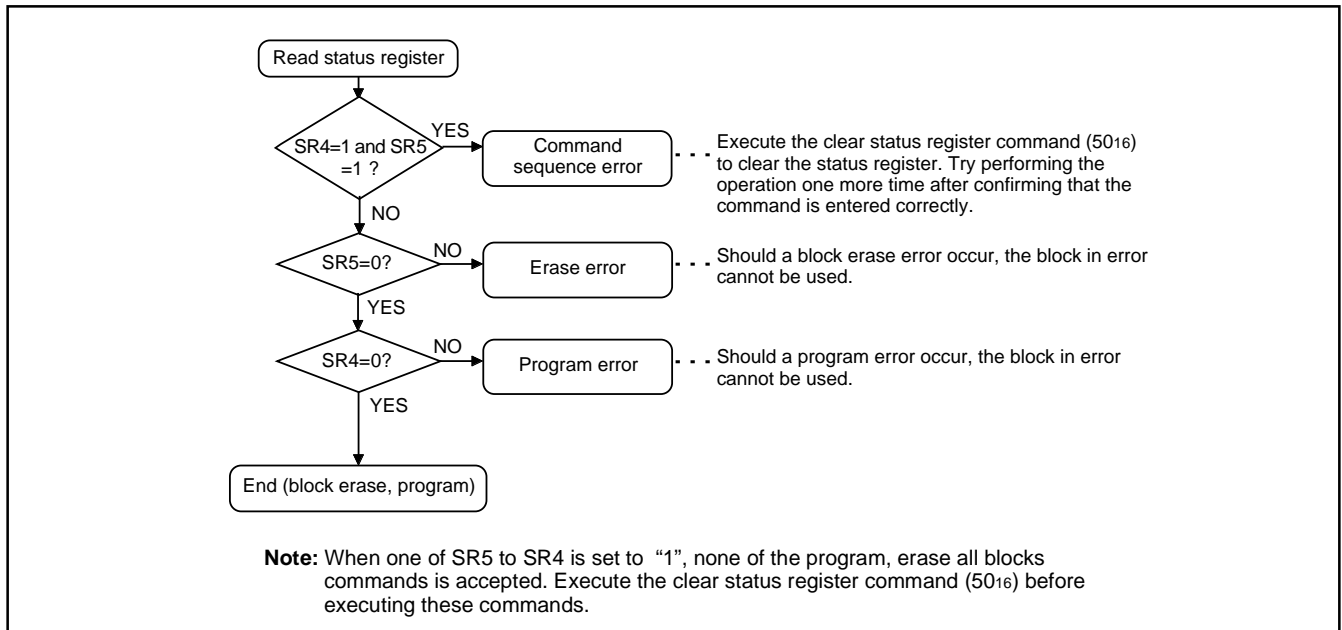 Read status register
SR4=1 and SR5
=1 ?
YES
Command
sequence error
Execute the clear status register command (5016)
to clear the status register. Try performing the
operation one more time after confirming that the
command is entered correctly.
NO
SR5=0?
NO
Erase error
Should a block erase error occur, the block in error
cannot be used.
YES
SR4=0?
NO
Program error
Should a program error occur, the block in error
cannot be used.
YES
End (block erase, program)
Note: When one of SR5 to SR4 is set to “1”, none of the program, erase all blocks
commands is accepted. Execute the clear status register command (5016) before
executing these commands.